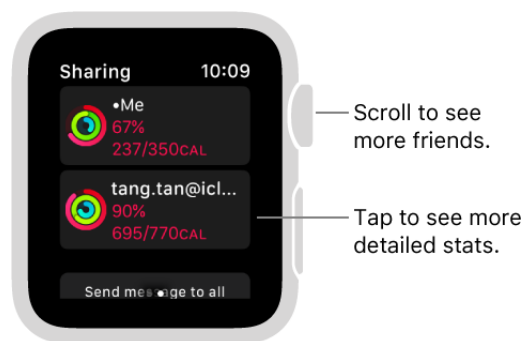 Sharing 10:09
•Me
67%
237/350CAL
tang.tan@icl...
90%
695/770CAL
Send message to all
Scroll to see
more friends.
Tap to see more
detailed stats.